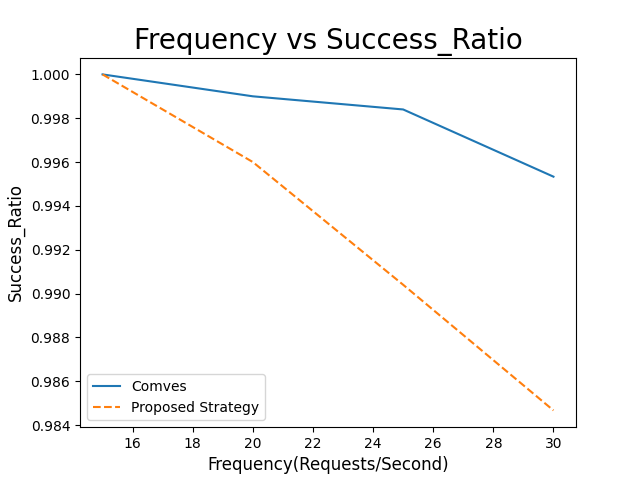 Frequency vs Success_Ratio
Success_Ratio
1.000
0.998
0.996
0.994
0.992
0.990
0.988
0.986
0.984
Comves
Proposed Strategy
16 18 20 22 24 26 28 30
Frequency(Requests/Second)